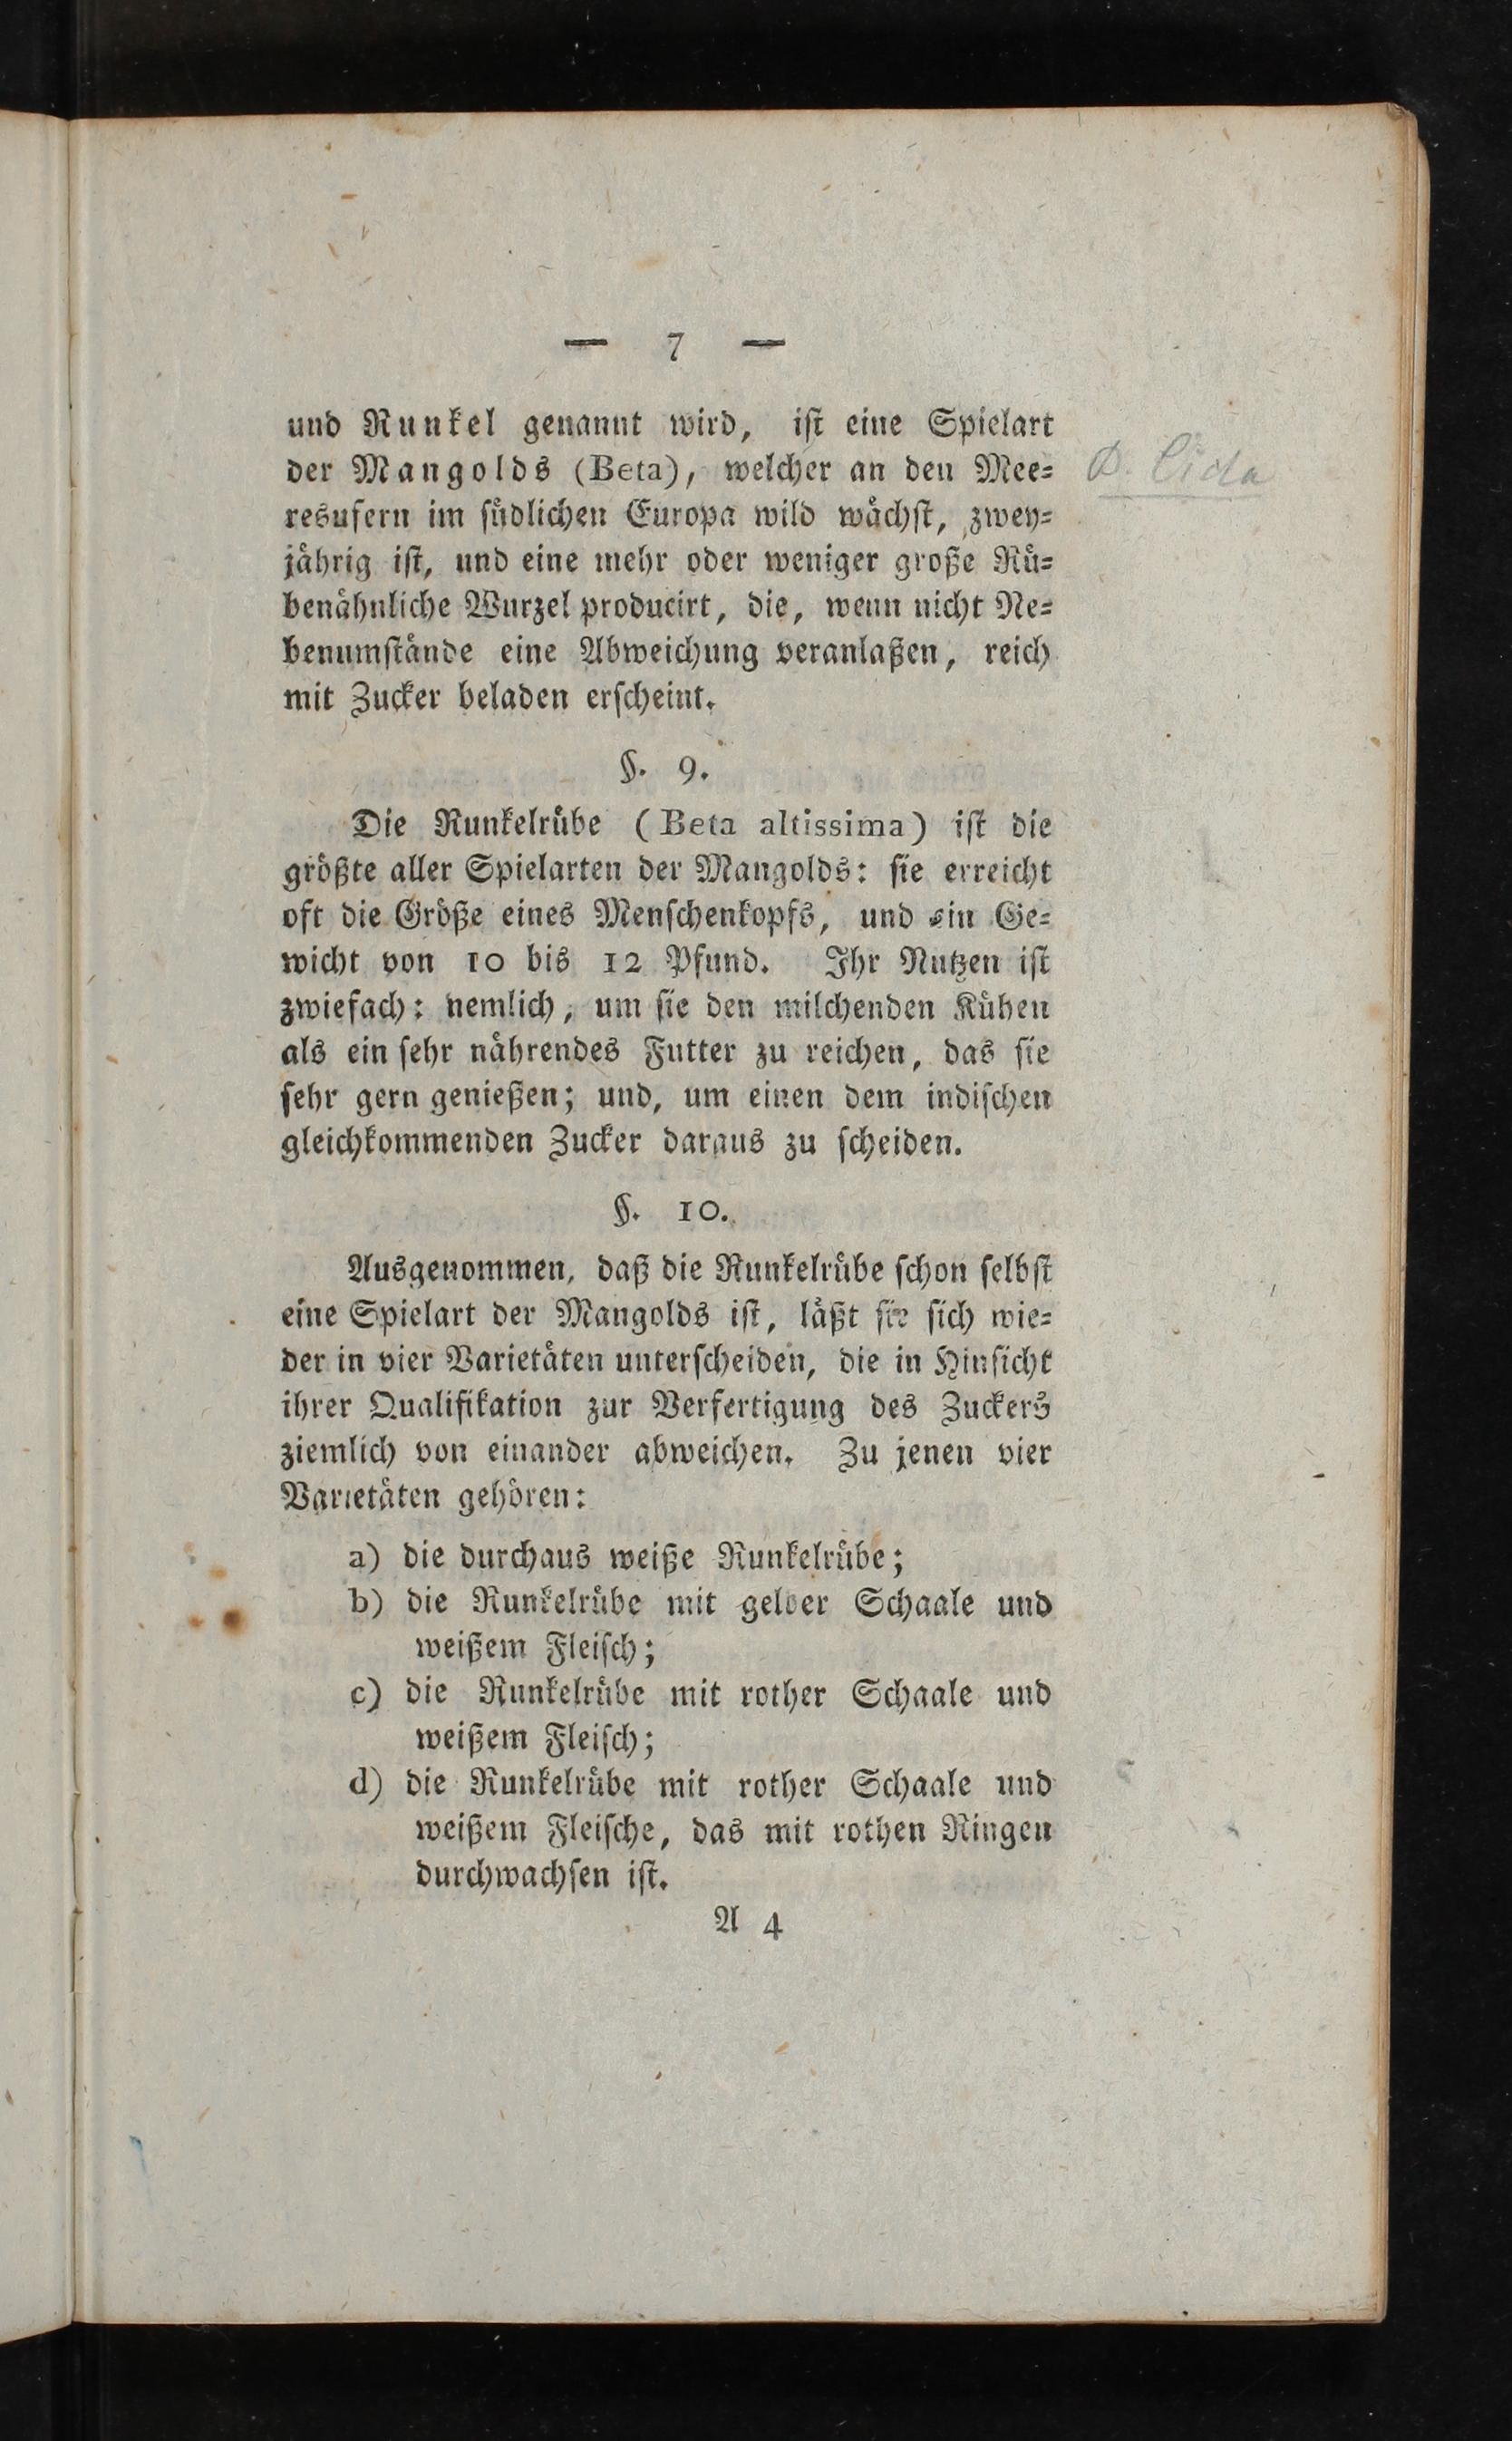 — 7 —
und Runkel genannt wird, ist eine Spielart
der Mangolds (Beta), welcher an den Mee-
resufern im südlichen Europa wild wächst, zwey-
jährig ist, und eine mehr oder weniger große Rü-
benähnliche Wurzel producirt, die, wenn nicht Ne-
benumstände eine Abweichung veranlaßen, reich
mit Zucker beladen erscheint.
§. 9.
Die Runkelrübe (Beta altissima) ist die
größte aller Spielarten der Mangolds: sie erreicht
oft die Größe eines Menschenkopfs, und ein Ge-
wicht von 10 bis 12 Pfund. Ihr Nutzen ist
zwiefach: nemlich, um sie den milchenden Kühen
als ein sehr nährendes Futter zu reichen, das sie
sehr gern genießen; und, um einen dem indischen
gleichkommenden Zucker daraus zu scheiden.
§. 10.
Ausgenommen, daß die Runkelrübe schon selbst
eine Spielart der Mangolds ist, läßt sie sich wie-
der in vier Varietäten unterscheiden, die in Hinsicht
ihrer Qualifikation zur Verfertigung des Zuckers
ziemlich von einander abweichen. Zu jenen vier
Varietäten gehören:
a) die durchaus weiße Runkelrübe;
b) die Runkelrübe mit gelber Schaale und
weißem Fleisch;
c) die Runkelrübe mit rother Schaale und
weißem Fleisch;
d) die Runkelrübe mit rother Schaale und
weißem Fleische, das mit rothen Ringen
durchwachsen ist.
A 4